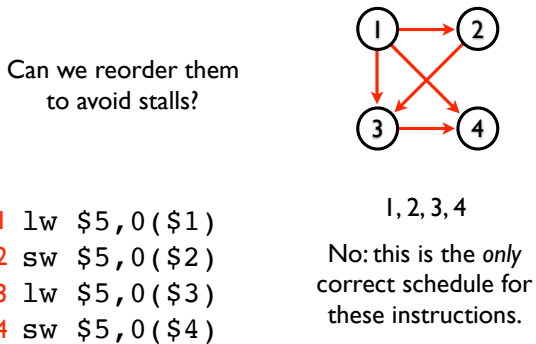 Can we reorder them
to avoid stalls?
1 2
3 4
1 lw $5,0($1)
2 sw $5,0($2)
3 lw $5,0($3)
4 sw $5,0($4)
1, 2, 3, 4
No: this is the only
correct schedule for
these instructions.